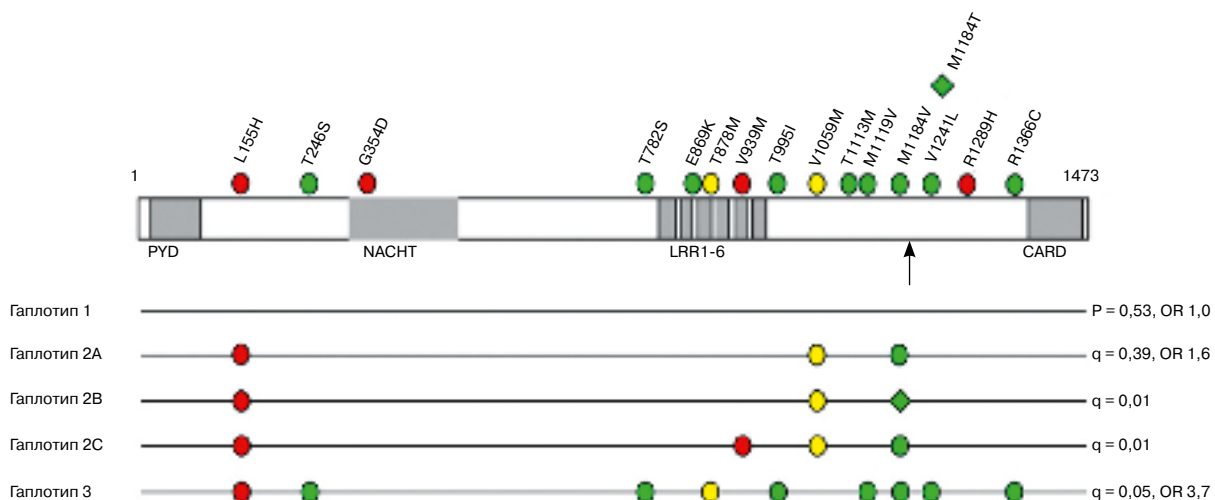 M1184T
L155H
T246S
G354D
T782S
E869K
T878M
V939M
T995I
V1059M
T1113M
M1119V
M1184V
V1241L
R1289H
R1366C
1
1473
PYD
NACHT
LRR1-6
CARD
Гаплотип 1
P = 0,53, OR 1,0
Гаплотип 2A
q = 0,39, OR 1,6
Гаплотип 2B
q = 0,01
Гаплотип 2C
q = 0,01
Гаплотип 3
q = 0,05, OR 3,7